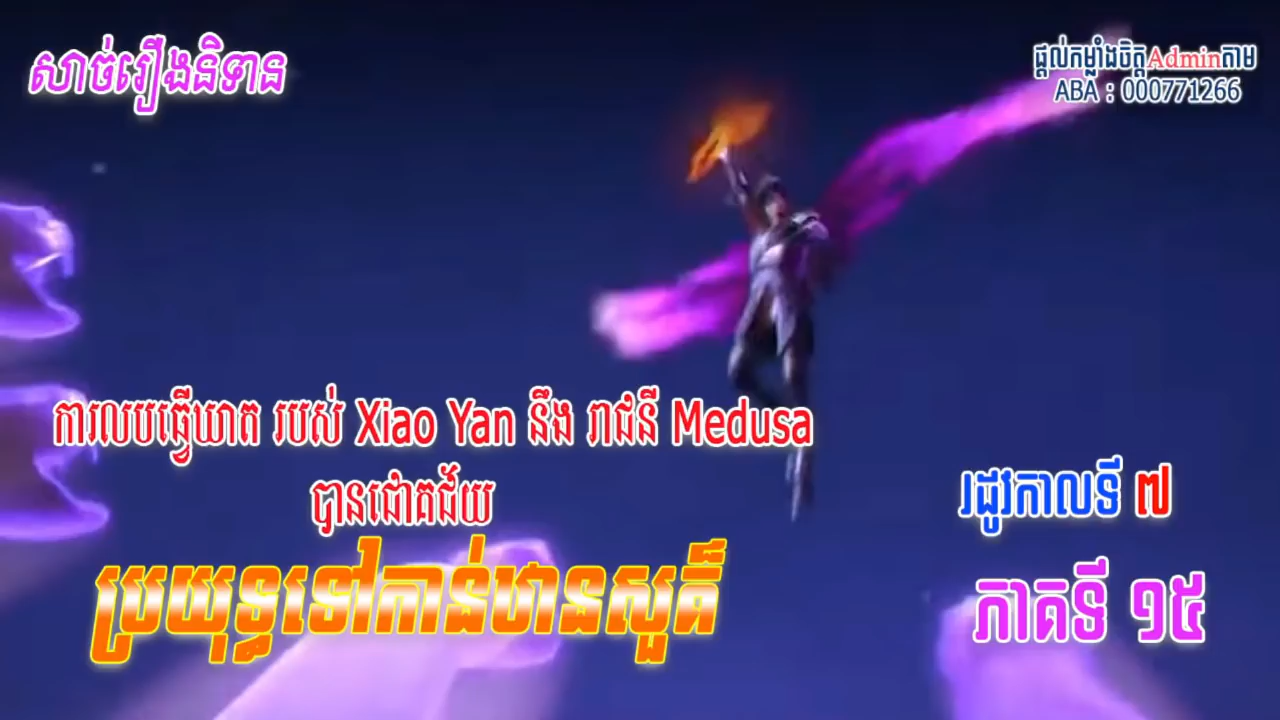 សាច់រឿងនិទាន
ផ្តល់កម្លាំងចិត្តAdminតាម
ABA : 000771266
ការលបធ្វើឃាត របស់ Xiao Yan នឹង រាជនី Medusa
បានជោគជ័យ
ប្រយុទ្ធទៅកាន់ឋានសួគ៌
រដូវកាលទី ៧
ភាគទី ១៥